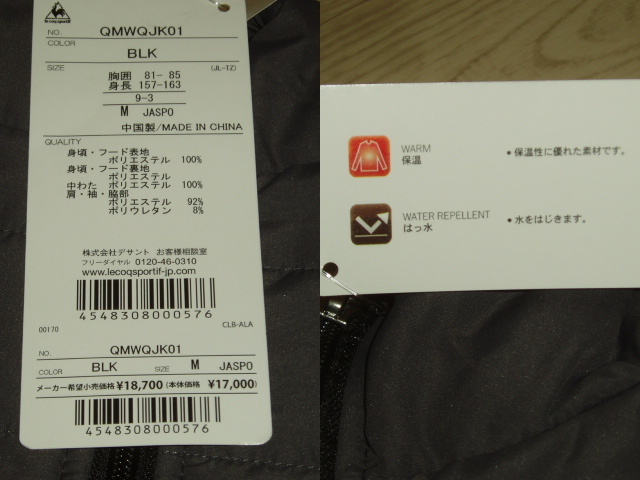 le coq sportif
NO. QMWQJK01
COLOR
BLK
SIZE (JL-TZ)
胸囲 81- 85
身長 157-163
9-3
M JASPO
中国製/MADE IN CHINA
QUALITY
身頃・フード表地
ポリエステル 100%
身頃・フード裏地
ポリエステル
中わた ポリエステル 100%
肩・袖・脇部
ポリエステル 92%
ポリウレタン 8%
株式会社デサント お客様相談室
フリーダイヤル 0120-46-0310
www.lecoqsportif-jp.com
4548308000576
00170 CLB-ALA
NO. QMWQJK01
COLOR BLK SIZE M JASPO
メーカー希望小売価格 ¥18,700 (本体価格 ¥17,000)
4548308000576
WARM
保温
・保温性に優れた素材です。
WATER REPELLENT
はっ水
・水をはじきます。